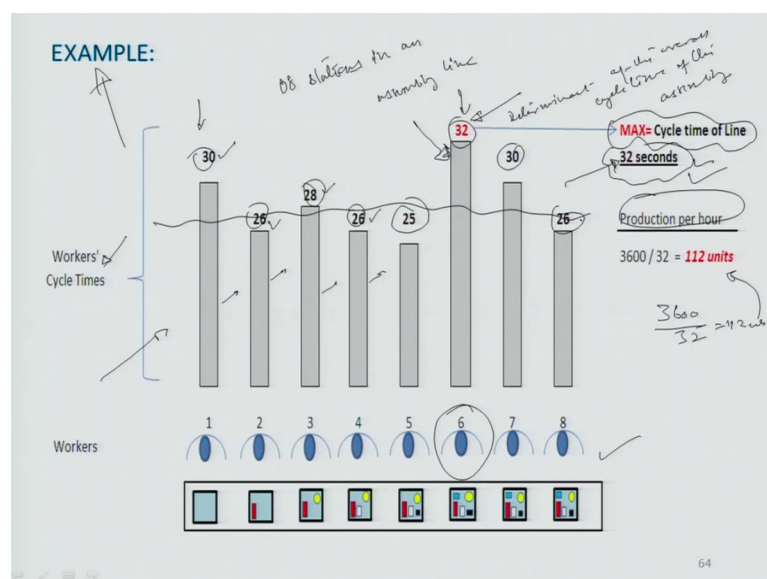 EXAMPLE:
08 stations in an
assembly line
Determinant of the overall
cycle time of the
assembly
32
MAX= Cycle time of Line
30
30
32 seconds
28
26
26
25
26
Production per hour
Workers'
Cycle Times
3600 / 32 = 112 units
3600
32
1 2 3 4 5 6 7 8
Workers
64